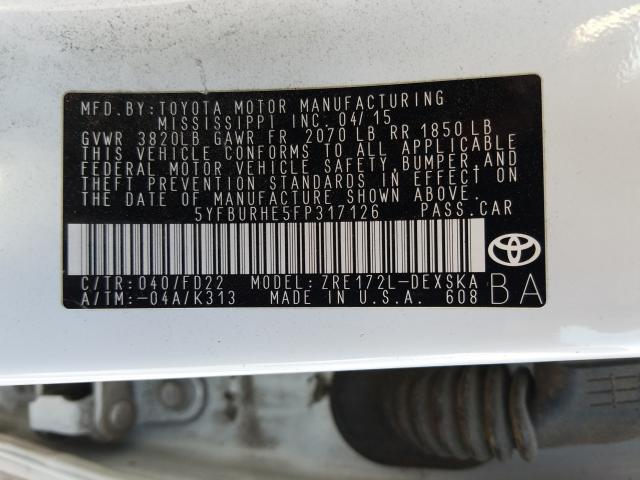 MFD.BY:TOYOTA MOTOR MANUFACTURING
MISSISSIPPI INC. 04/15
GVWR 3820LB GAWR FR 2070 LB RR 1850 LB
THIS VEHICLE CONFORMS TO ALL APPLICABLE
FEDERAL MOTOR VEHICLE SAFETY, BUMPER, AND
THEFT PREVENTION STANDARDS IN EFFECT ON
THE DATE OF MANUFACTURE SHOWN ABOVE.
5YFBURHE5FP317126 PASS.CAR
C/TR: 040/FD22 MODEL: ZRE172L-DEXSKA
A/TM:-04A/K313 MADE IN U.S.A. 608
BA